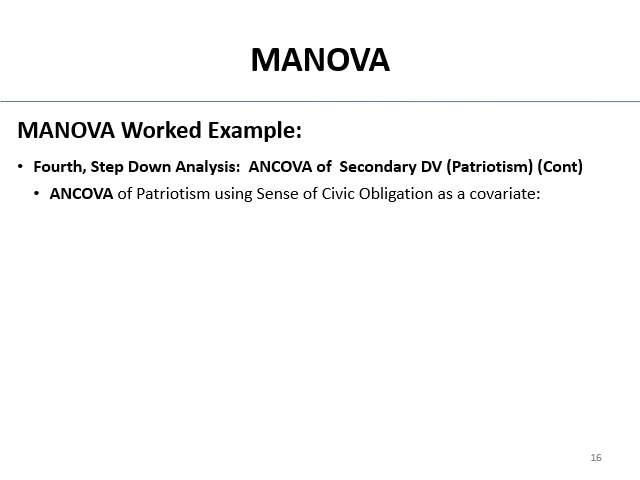 MANOVA
MANOVA Worked Example:
• Fourth, Step Down Analysis:  ANCOVA of  Secondary DV (Patriotism) (Cont)
• ANCOVA of Patriotism using Sense of Civic Obligation as a covariate:
16